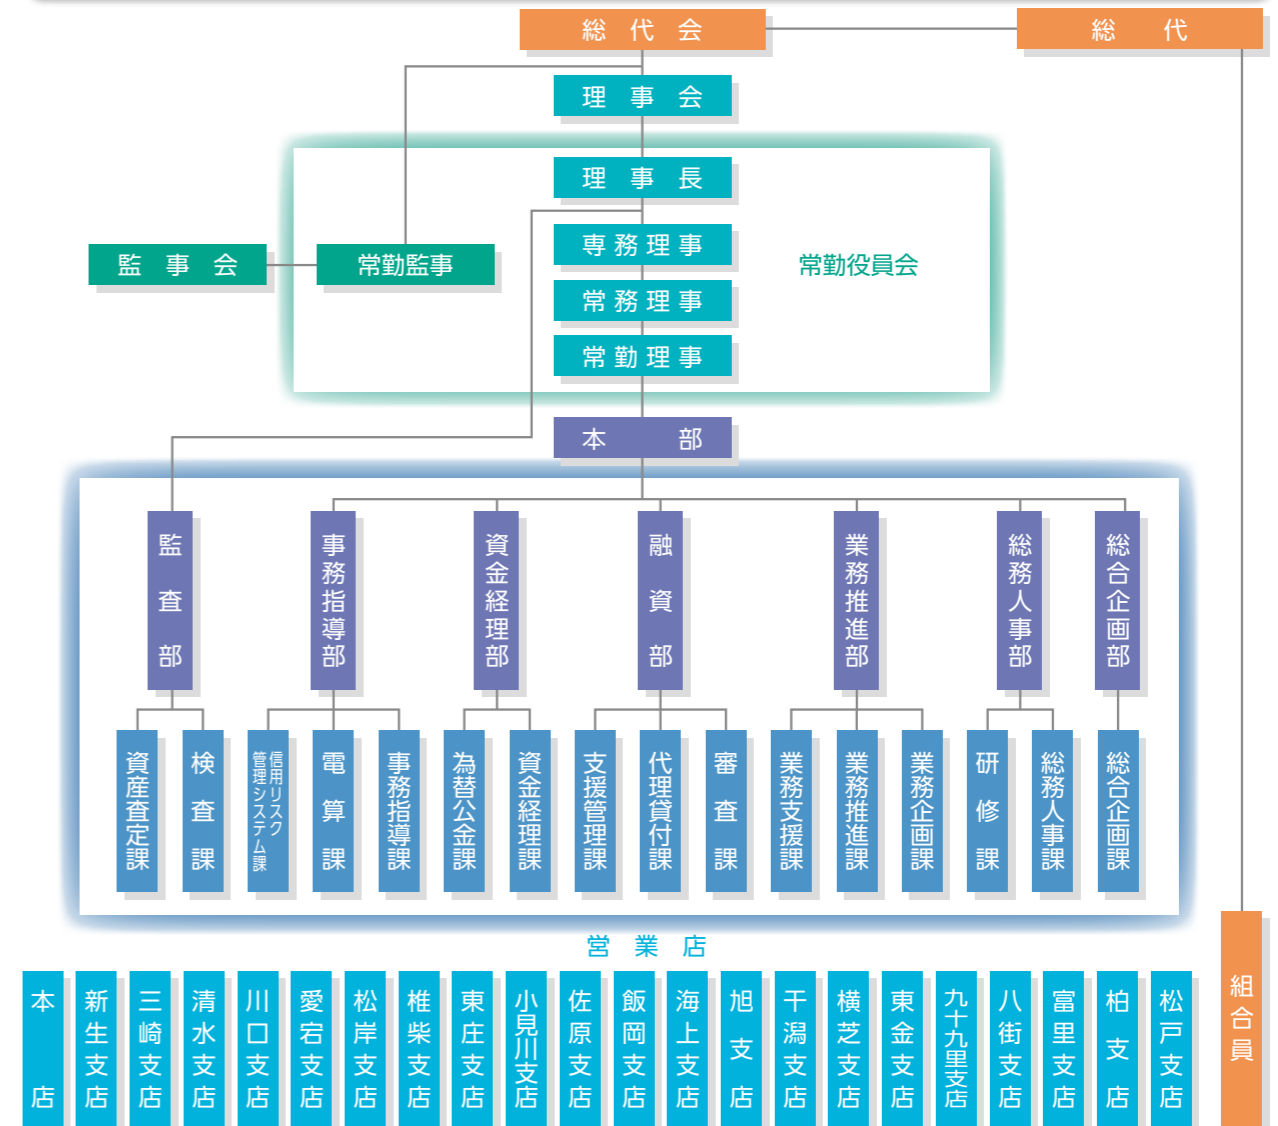 総代会
総代
理事会
理事長
専務理事
監事会
常勤監事
常勤役員会
常務理事
常勤理事
本部
監査部
事務指導部
資金経理部
融資部
業務推進部
総務人事部
総合企画部
資産査定課
検査課
信用リスク
管理システム課
電算課
事務指導課
為替公金課
資金経理課
支援管理課
代理貸付課
審査課
業務支援課
業務推進課
業務企画課
研修課
総務人事課
総合企画課
営業店
本店
新生支店
三崎支店
清水支店
川口支店
愛宕支店
松岸支店
椎柴支店
東庄支店
小見川支店
佐原支店
飯岡支店
海上支店
旭支店
干潟支店
横芝支店
東金支店
九十九里支店
八街支店
富里支店
柏支店
松戸支店
組合員